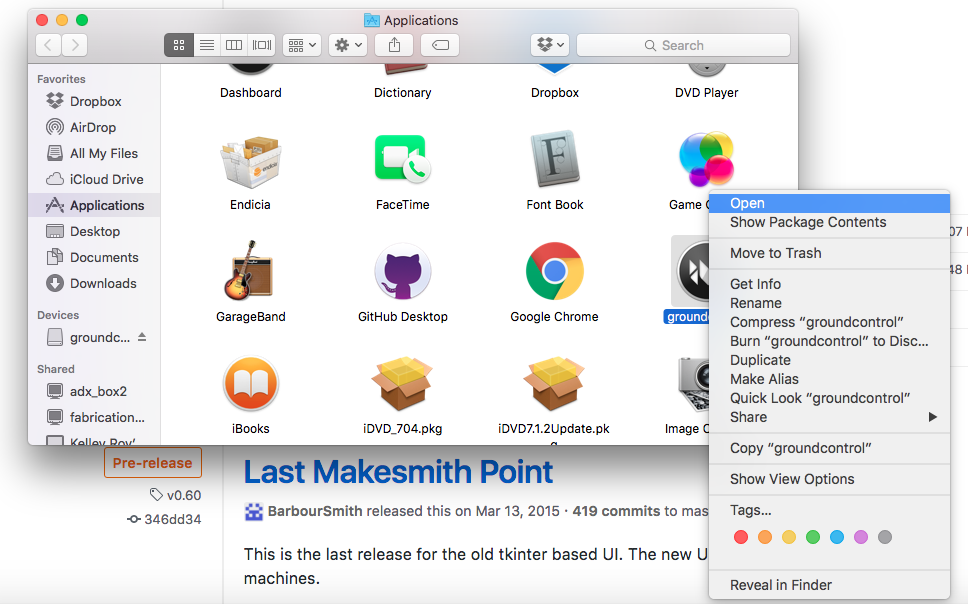 Applications
Search
Favorites
Dropbox
AirDrop
All My Files
iCloud Drive
Applications
Desktop
Documents
Downloads
Devices
groundc...
Shared
adx_box2
fabrication...
Kelley Roy'
Dashboard
Dictionary
Dropbox
DVD Player
endicia
Endicia
FaceTime
F
Font Book
Game
GarageBand
GitHub Desktop
Google Chrome
ground
iBooks
iDVD_704.pkg
iDVD7.1.2Update.pk
Image
Open
Show Package Contents
Move to Trash
Get Info
Rename
Compress “groundcontrol”
Burn “groundcontrol” to Disc...
Duplicate
Make Alias
Quick Look “groundcontrol”
Share
Copy “groundcontrol”
Show View Options
Tags...
Reveal in Finder
Pre-release
v0.60
346dd34
Last Makesmith Point
BarbourSmith released this on Mar 13, 2015 · 419 commits to mas
This is the last release for the old tkinter based UI. The new U
machines.